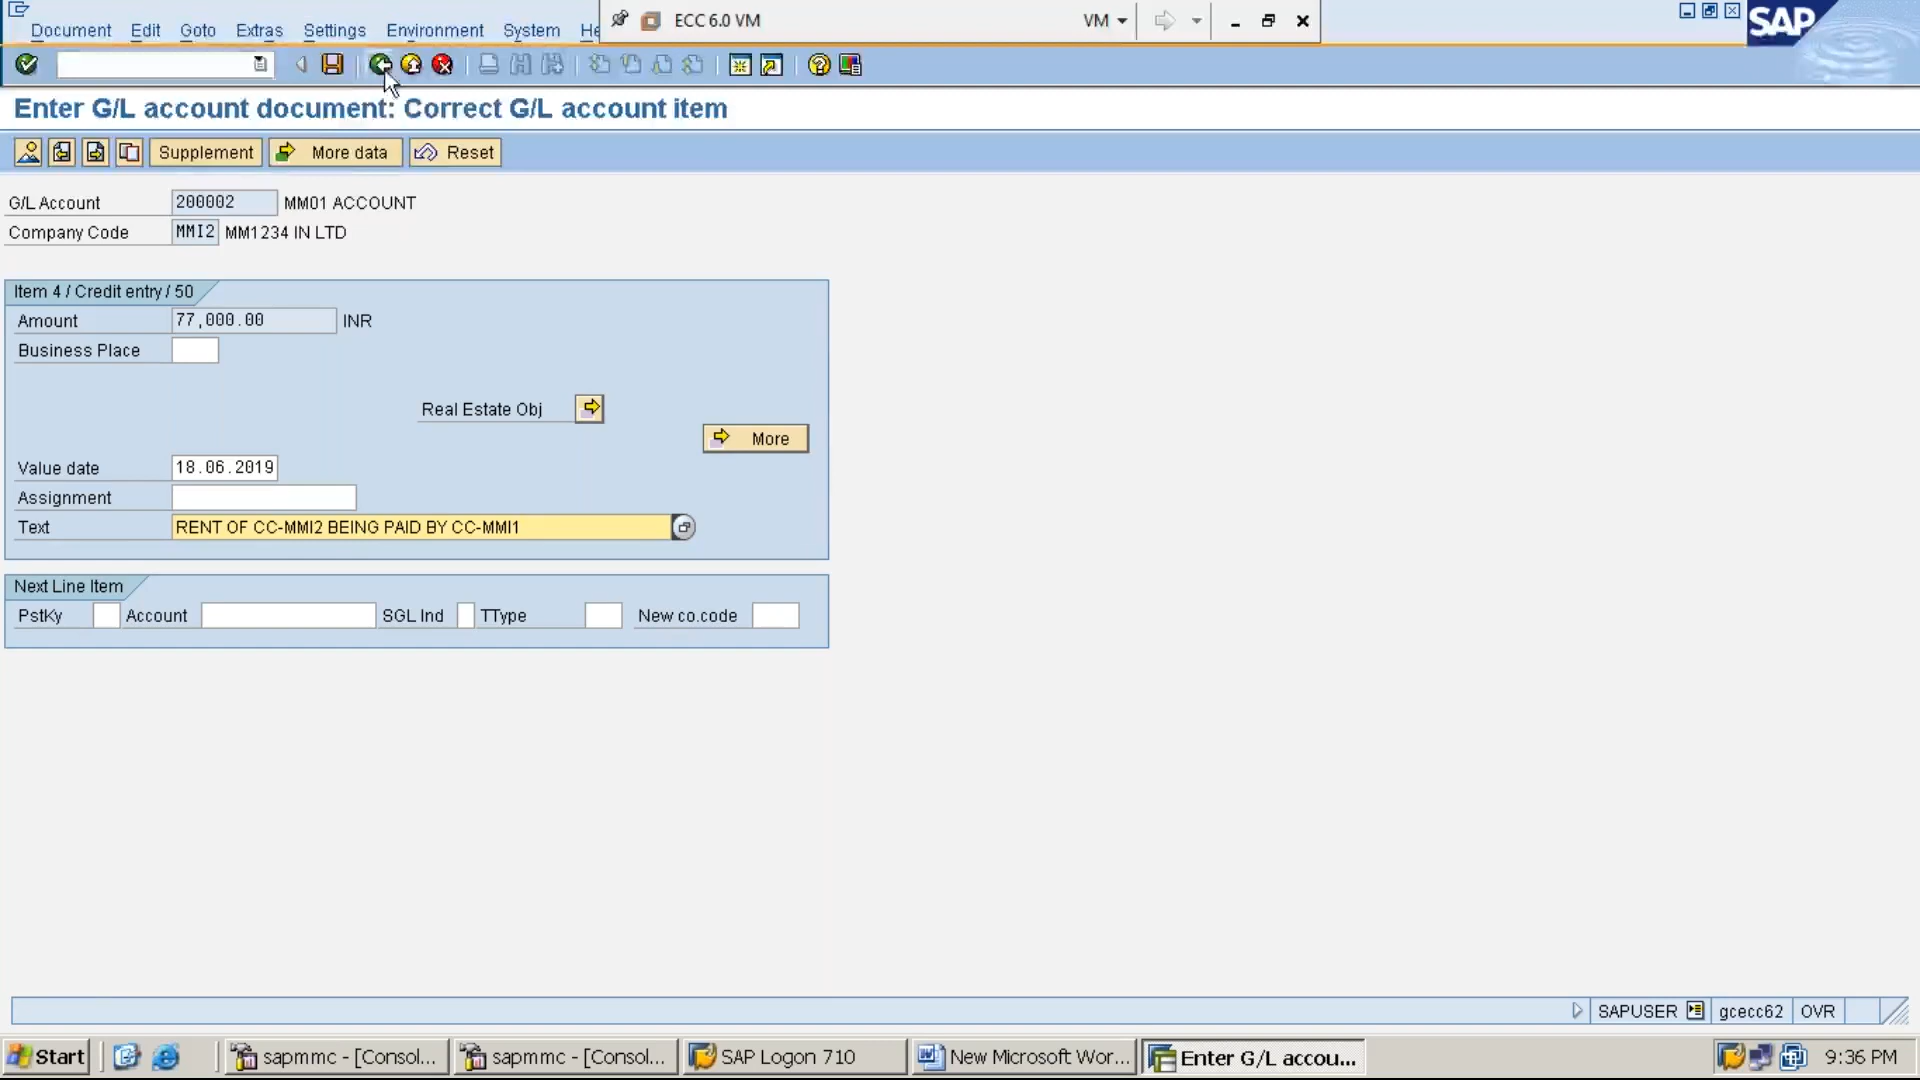 ECC 6.0 VM
VM
Document Edit Goto Extras Settings Environment System He
SAP
Enter G/L account document: Correct G/L account item
Supplement More data Reset
G/L Account 200002 MM01 ACCOUNT
Company Code MMI2 MM1234 IN LTD
Item 4 / Credit entry / 50
Amount 77,000.00 INR
Business Place
Real Estate Obj
More
Value date 18.06.2019
Assignment
Text RENT OF CC-MMI2 BEING PAID BY CC-MMI1
Next Line Item
PstKy Account SGL Ind TType New co.code
SAPUSER gcecc62 OVR
Start sapmmc - [Consol... sapmmc - [Consol... SAP Logon 710 New Microsoft Wor... Enter G/L accou... 9:36 PM